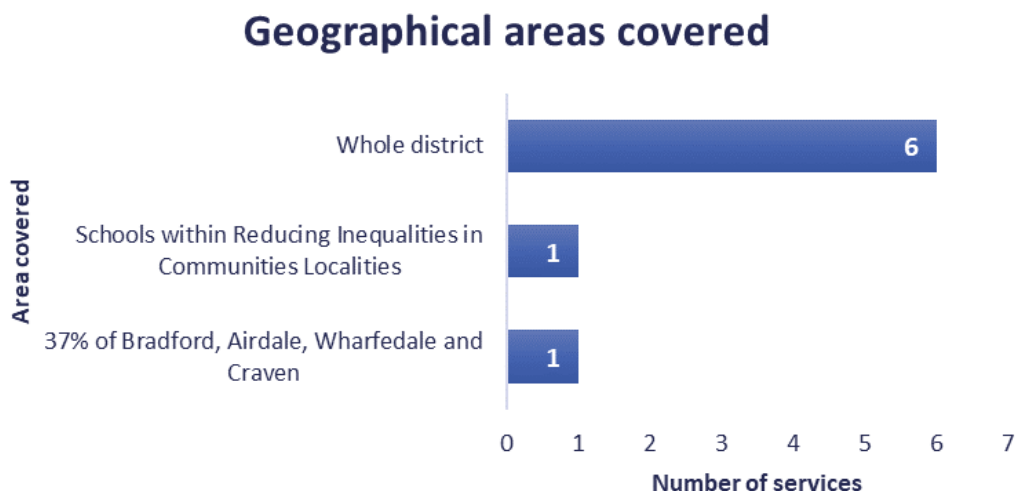 Geographical areas covered
Area covered
Whole district
6
Schools within Reducing Inequalities in
Communities Localities
1
37% of Bradford, Airdale, Wharfedale and
Craven
1
0 1 2 3 4 5 6 7
Number of services